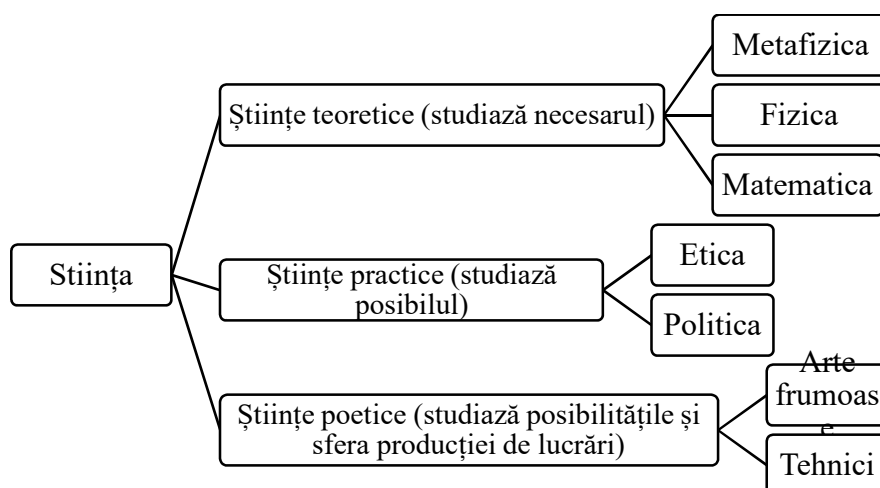 Stiința
Științe teoretice (studiază necesarul)
Metafizica
Fizica
Matematica
Științe practice (studiază
posibilul)
Etica
Politica
Științe poetice (studiază posibilitățile și
sfera producției de lucrări)
Arte
frumoas
e
Tehnici